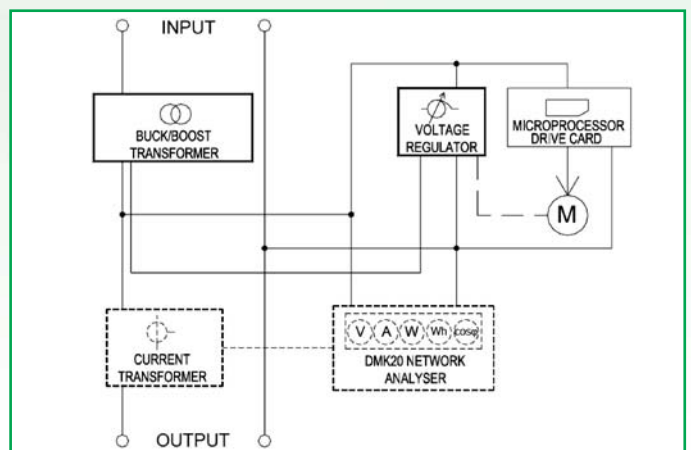 INPUT
BUCK/BOOST
TRANSFORMER
VOLTAGE
REGULATOR
MICROPROCESSOR
DRIVE CARD
M
V A W Wh cosφ
DMK20 NETWORK
ANALYSER
CURRENT
TRANSFORMER
OUTPUT